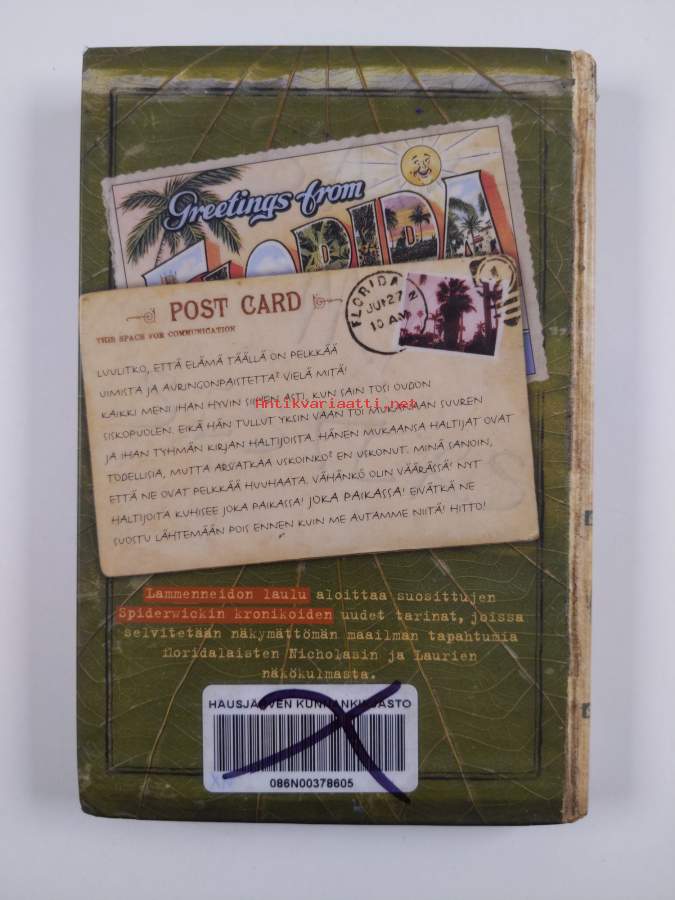 Greetings from
FLORIDA
POST CARD
THIS SPACE FOR COMMUNICATION
FLORIDA
JUN 27
10 AM
LUULITKO, ETTÄ ELÄMÄ TÄÄLLÄ ON PELKKÄÄ
UIMISTA JA AURINGONPAISTETTA? VIELÄ MITÄ!
KAIKKI MENI IHAN HYVIN SIIHEN ASTI, KUN SAIN TOSI OUDON
Antikvariaatti.net
SISKOPUOLEN. EIKÄ HÄN TULLUT YKSIN VAAN TOI MUKANAAN SUUREN
JA IHAN TYHMÄN KIRJAN HALTIJOISTA. HÄNEN MUKAANSA HALTIJAT OVAT
TODELLISIA, MUTTA ARVATKAA USKOINKO? EN USKONUT. MINÄ SANOIN,
ETTÄ NE OVAT PELKKÄÄ HUUHAATA. VÄHÄNKÖ OLIN VÄÄRÄSSÄ! NYT
HALTIJOITA KUHISEE JOKA PAIKASSA! JOKA PAIKASSA! EIVÄTKÄ NE
SUOSTU LÄHTEMÄÄN POIS ENNEN KUIN ME AUTAMME NIITÄ! HITTO!
Lammenneidon laulu aloittaa suosittujen
Spiderwickin kronikoiden uudet tarinat, joissa
selvitetään näkymättömän maailman tapahtumia
floridalaisten Nicholasin ja Laurien
näkökulmasta.
HAUSJÄRVEN KUNNANKIRJASTO
086N00378605